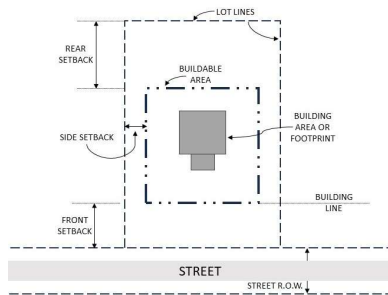 LOT LINES
REAR
SETBACK
BUILDABLE
AREA
SIDE SETBACK
BUILDING
AREA OR
FOOTPRINT
BUILDING
LINE
FRONT
SETBACK
STREET
STREET R.O.W.